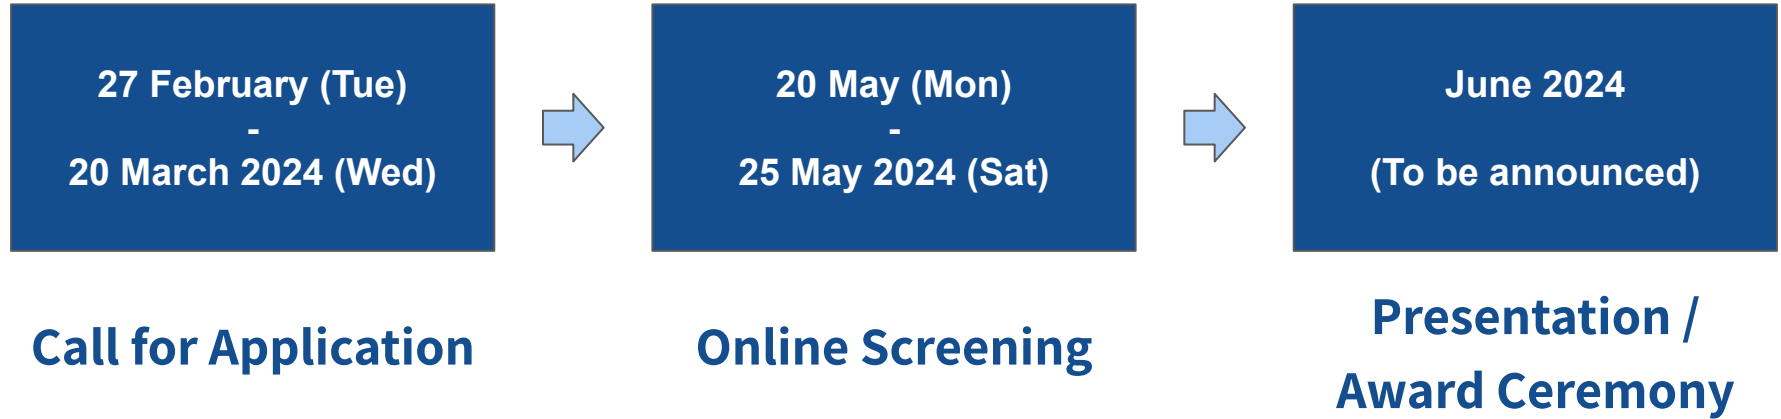 27 February (Tue)
-
20 March 2024 (Wed)
Call for Application
20 May (Mon)
-
25 May 2024 (Sat)
Online Screening
June 2024
(To be announced)
Presentation /
Award Ceremony